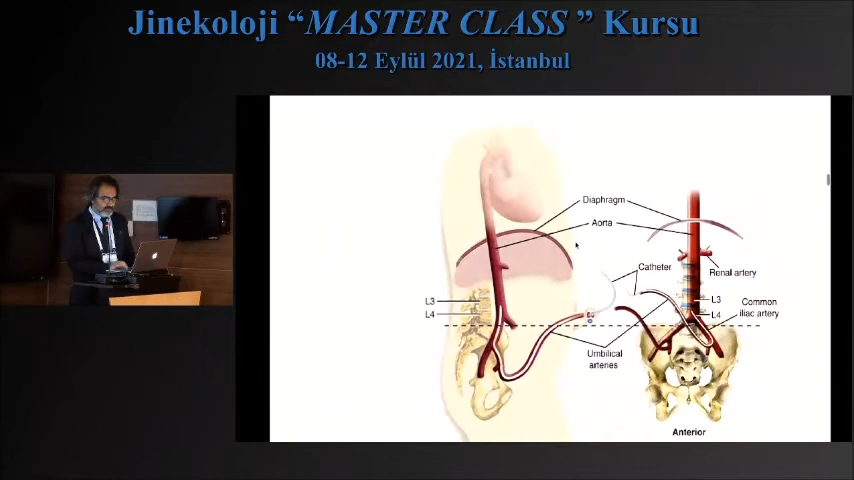 Jinekoloji “MASTER CLASS ” Kursu
08-12 Eylül 2021, İstanbul
Diaphragm
Aorta
Catheter
Renal artery
L3
L4
L3
L4
Common
iliac artery
Umbilical
arteries
Anterior